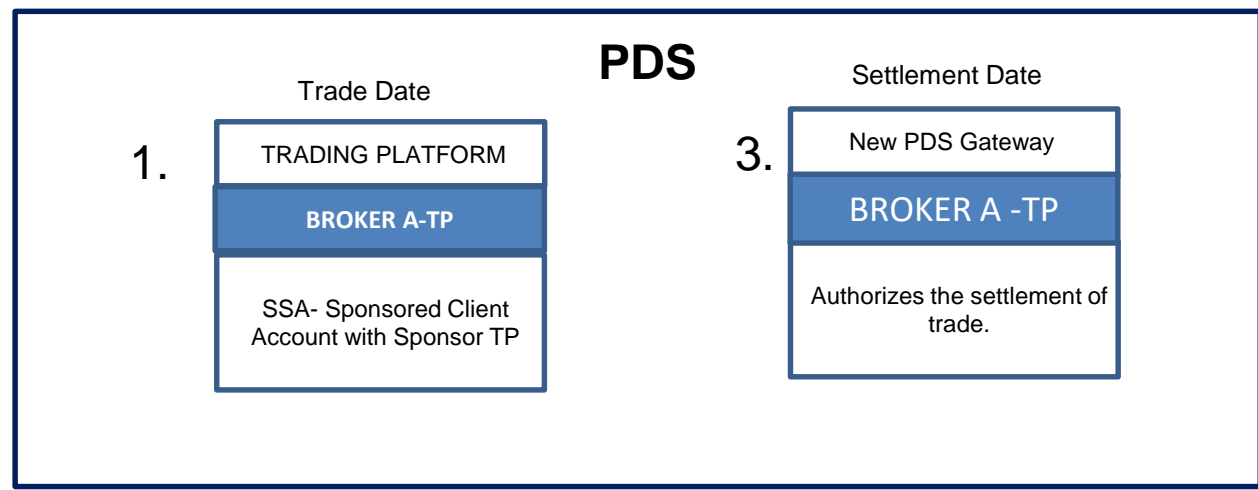 PDS
Trade Date
1.
TRADING PLATFORM
BROKER A-TP
SSA- Sponsored Client
Account with Sponsor TP
Settlement Date
3.
New PDS Gateway
BROKER A -TP
Authorizes the settlement of
trade.